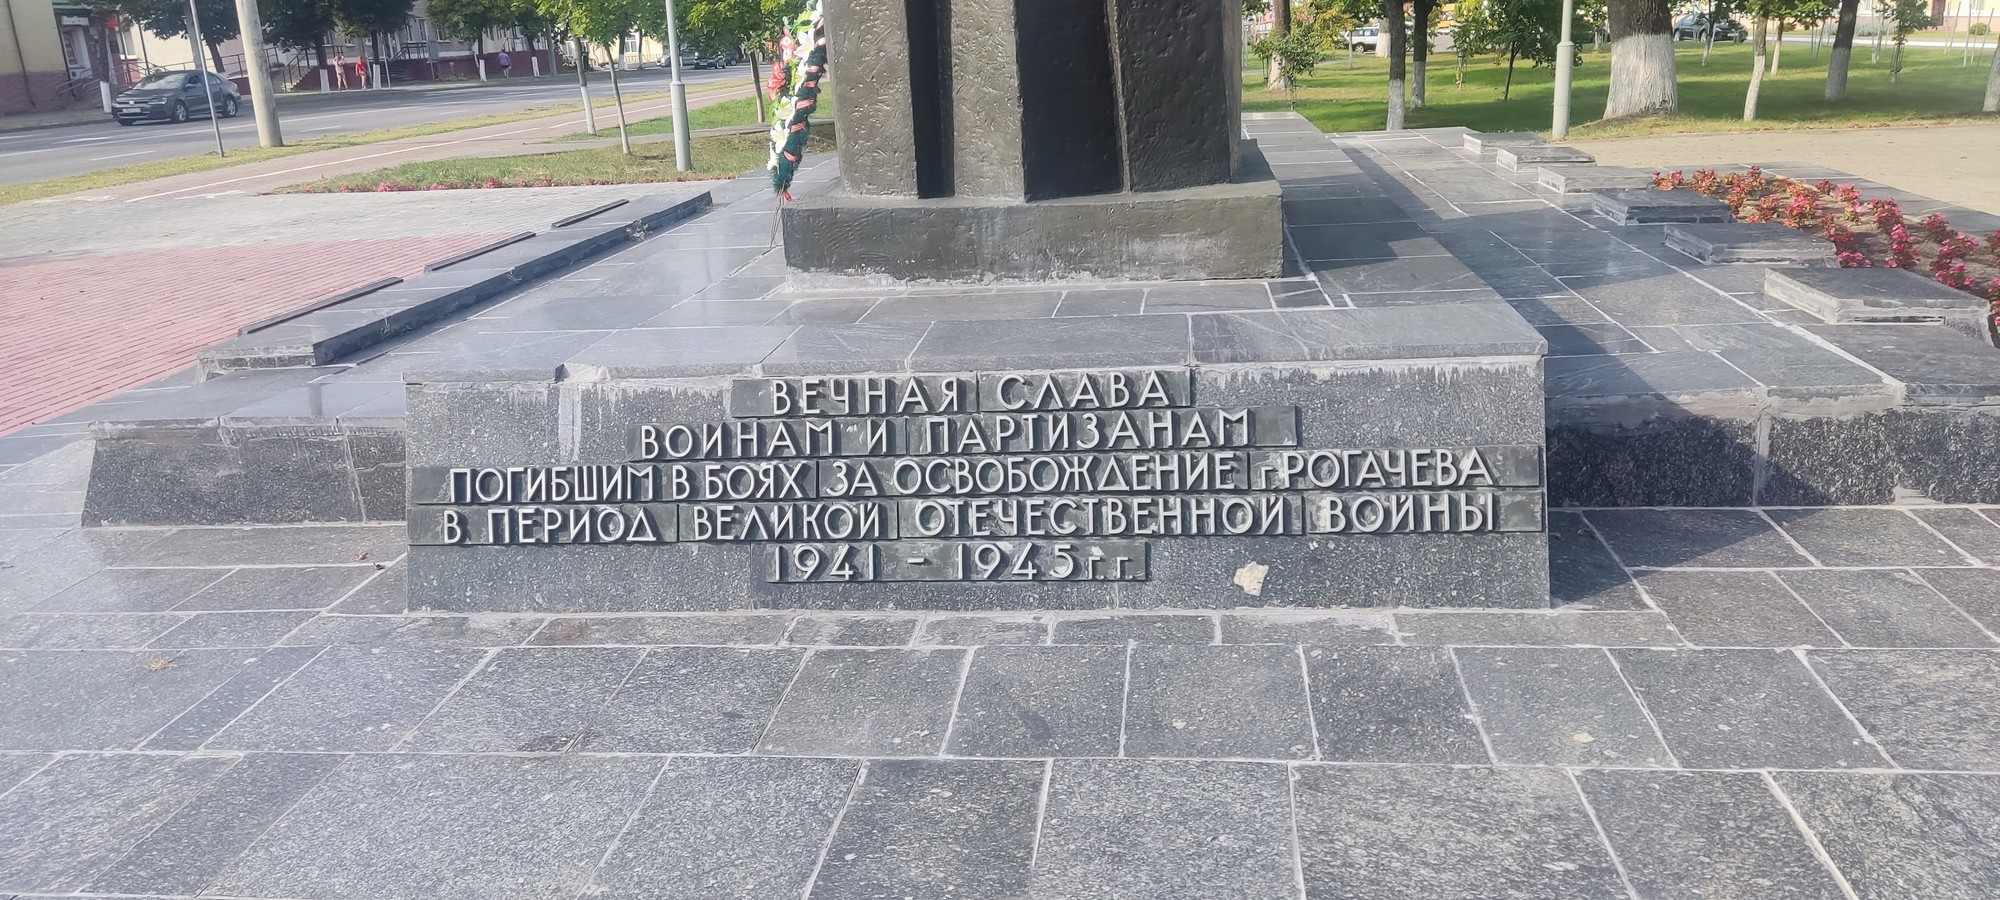 ВЕЧНАЯ СЛАВА
ВОИНАМ И ПАРТИЗАНАМ
ПОГИБШИМ В БОЯХ ЗА ОСВОБОЖДЕНИЕ г. РОГАЧЕВА
В ПЕРИОД ВЕЛИКОЙ ОТЕЧЕСТВЕННОЙ ВОЙНЫ
1941 - 1945 г.г.